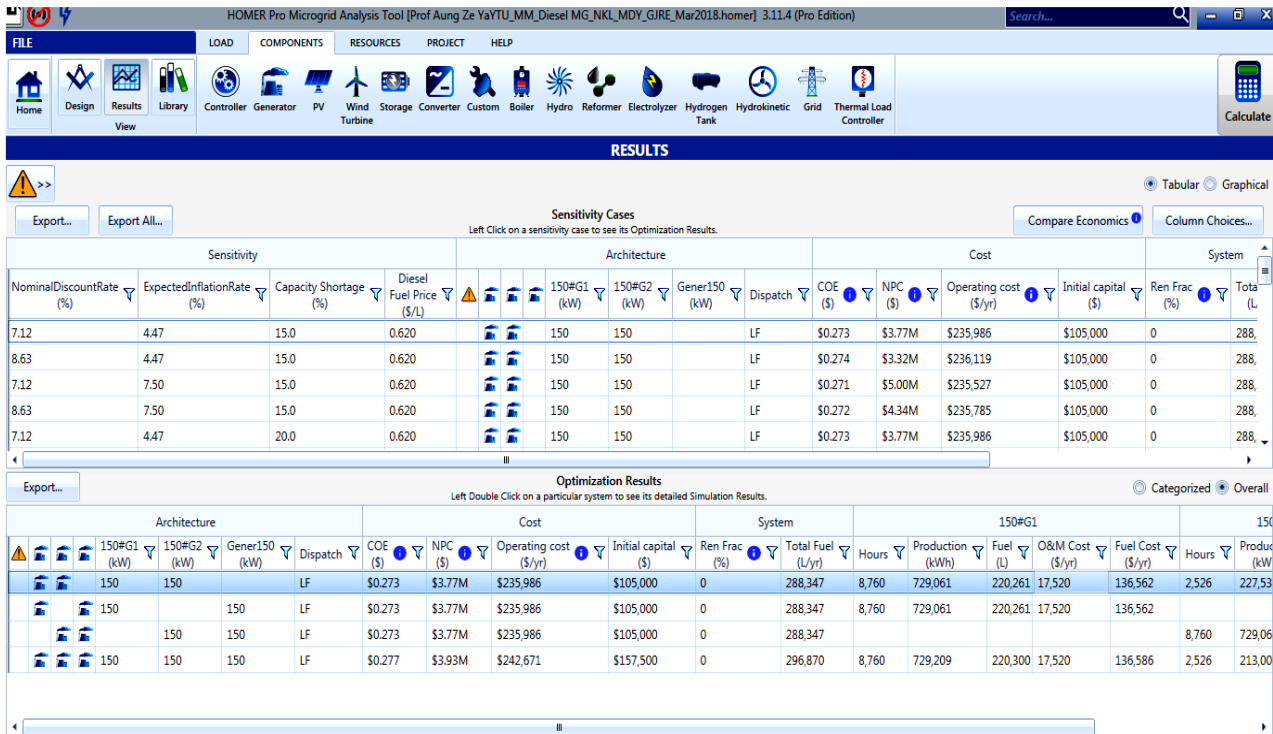 HOMER Pro Microgrid Analysis Tool [Prof Aung Ze YaYTU_MM_Diesel MG_NKL_MDY_GJRE_Mar2018.homer] 3.11.4 (Pro Edition) Search...
FILE LOAD COMPONENTS RESOURCES PROJECT HELP
Home Design Results Library Controller Generator PV Wind Turbine Storage Converter Custom Boiler Hydro Reformer Electrolyzer Hydrogen Tank Hydrokinetic Grid Thermal Load Controller Calculate
View
RESULTS
>> Tabular Graphical
Export... Export All... Sensitivity Cases Compare Economics Column Choices...
Left Click on a sensitivity case to see its Optimization Results.
Sensitivity Architecture Cost System
NominalDiscountRate (%) ExpectedInflationRate (%) Capacity Shortage (%) Diesel Fuel Price ($/L) 150#G1 (kW) 150#G2 (kW) Gener150 (kW) Dispatch COE ($) NPC ($) Operating cost ($/yr) Initial capital ($) Ren Frac (%) Tota (L/
7.12 4.47 15.0 0.620 150 150 LF $0.273 $3.77M $235,986 $105,000 0 288,
8.63 4.47 15.0 0.620 150 150 LF $0.274 $3.32M $236,119 $105,000 0 288,
7.12 7.50 15.0 0.620 150 150 LF $0.271 $5.00M $235,527 $105,000 0 288,
8.63 7.50 15.0 0.620 150 150 LF $0.272 $4.34M $235,785 $105,000 0 288,
7.12 4.47 20.0 0.620 150 150 LF $0.273 $3.77M $235,986 $105,000 0 288,
Export... Optimization Results Categorized Overall
Left Double Click on a particular system to see its detailed Simulation Results.
Architecture Cost System 150#G1 150
150#G1 (kW) 150#G2 (kW) Gener150 (kW) Dispatch COE ($) NPC ($) Operating cost ($/yr) Initial capital ($) Ren Frac (%) Total Fuel (L/yr) Hours Production (kWh) Fuel (L) O&M Cost ($/yr) Fuel Cost ($/yr) Hours Produc (kW
150 150 LF $0.273 $3.77M $235,986 $105,000 0 288,347 8,760 729,061 220,261 17,520 136,562 2,526 227,53
150 150 LF $0.273 $3.77M $235,986 $105,000 0 288,347 8,760 729,061 220,261 17,520 136,562
150 150 LF $0.273 $3.77M $235,986 $105,000 0 288,347 8,760 729,06
150 150 150 LF $0.277 $3.93M $242,671 $157,500 0 296,870 8,760 729,209 220,300 17,520 136,586 2,526 213,00